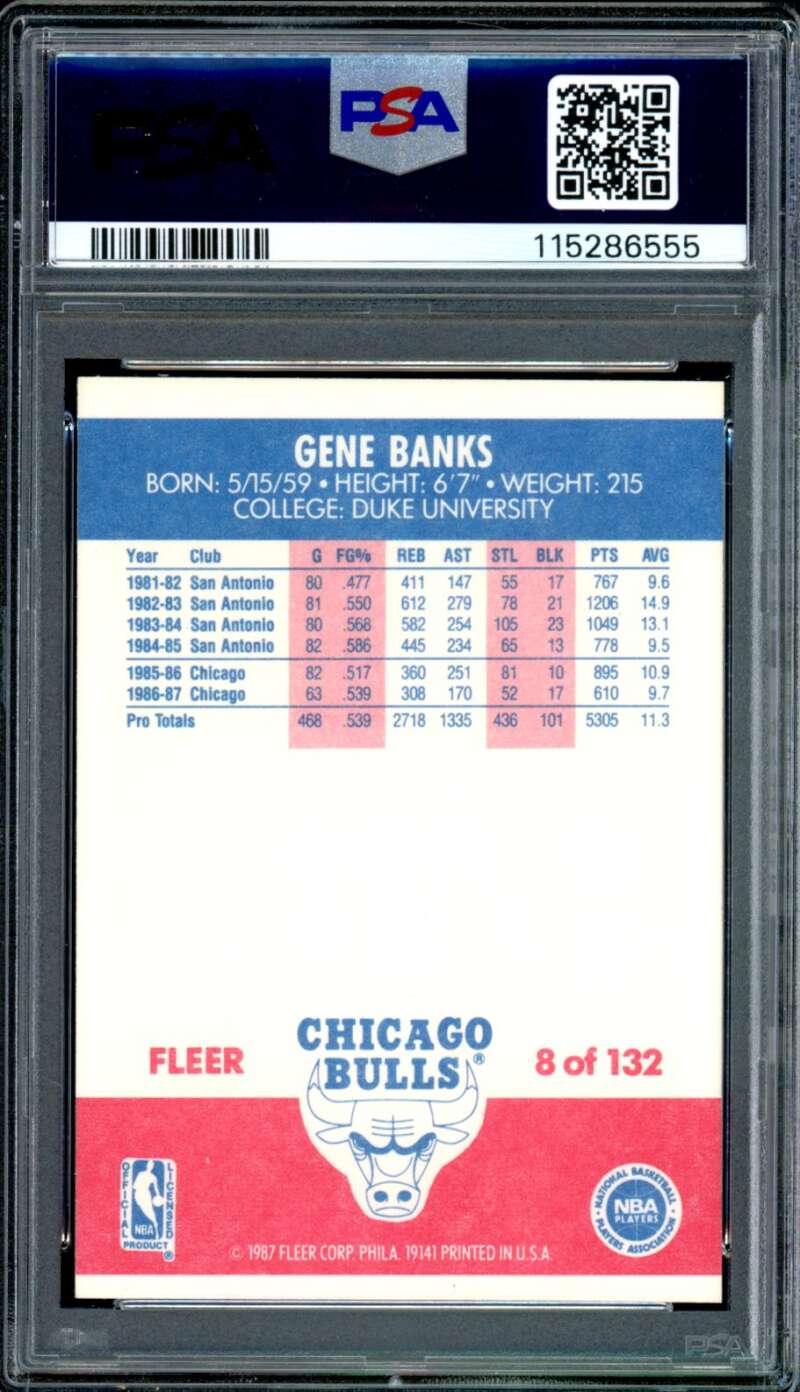 PSA
PSA
115286555
GENE BANKS
BORN: 5/15/59 • HEIGHT: 6'7" • WEIGHT: 215
COLLEGE: DUKE UNIVERSITY
Year Club G FG% REB AST STL BLK PTS AVG
1981-82 San Antonio 80 .477 411 147 55 17 767 9.6
1982-83 San Antonio 81 .550 612 279 78 21 1206 14.9
1983-84 San Antonio 80 .568 582 254 105 23 1049 13.1
1984-85 San Antonio 82 .586 445 234 65 13 778 9.5
1985-86 Chicago 82 .517 360 251 81 10 895 10.9
1986-87 Chicago 63 .539 308 170 52 17 610 9.7
Pro Totals 468 .539 2718 1335 436 101 5305 11.3
CHICAGO
BULLS®
FLEER
8 of 132
OFFICIAL LICENSED
NBA
PRODUCT ®
NATIONAL BASKETBALL
NBA
PLAYERS
ASSOCIATION
© 1987 FLEER CORP. PHILA. 19141 PRINTED IN U.S.A.
PSA